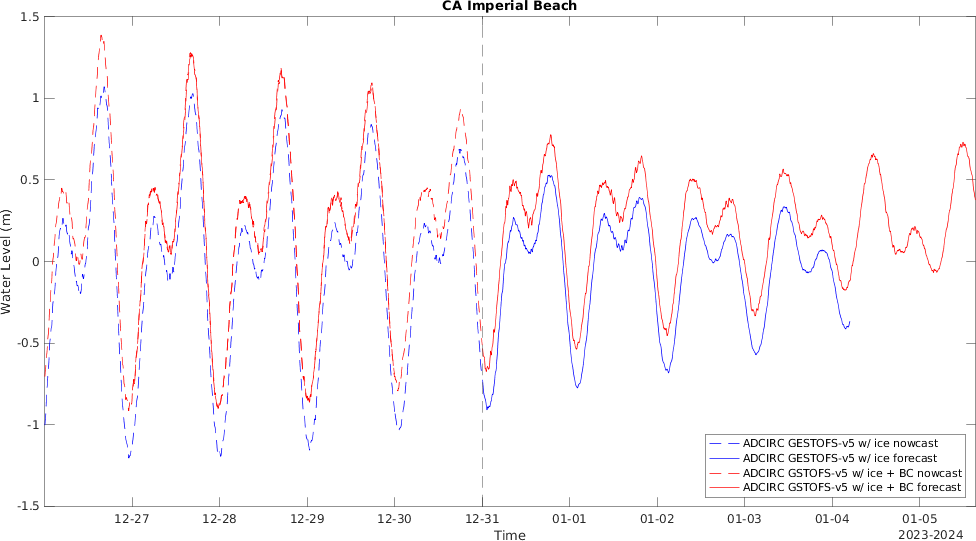 CA Imperial Beach
Water Level (m)
1.5
1
0.5
0
-0.5
-1
-1.5
12-27 12-28 12-29 12-30 12-31 01-01 01-02 01-03 01-04 01-05
Time
2023-2024
ADCIRC GESTOFS-v5 w/ ice nowcast
ADCIRC GESTOFS-v5 w/ ice forecast
ADCIRC GSTOFS-v5 w/ ice + BC nowcast
ADCIRC GSTOFS-v5 w/ ice + BC forecast